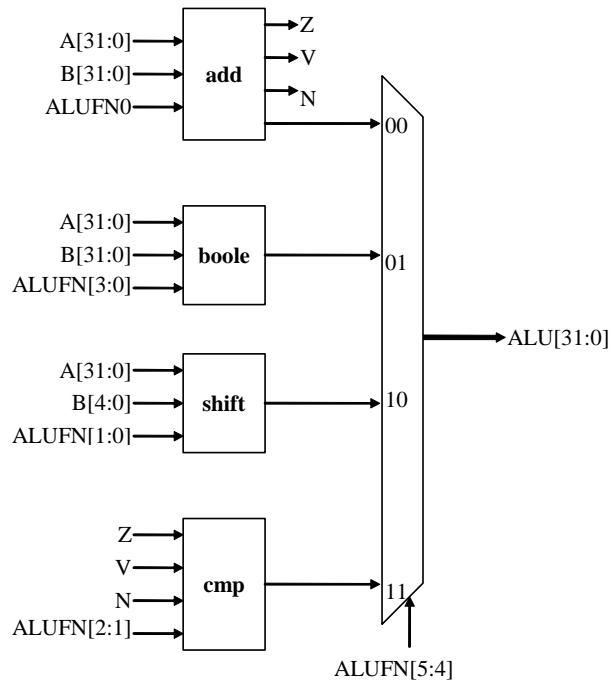 A[31:0]
B[31:0]
ALUFN0
add
Z
V
N
00
A[31:0]
B[31:0]
ALUFN[3:0]
boole
01
ALU[31:0]
A[31:0]
B[4:0]
ALUFN[1:0]
shift
10
Z
V
N
ALUFN[2:1]
cmp
11
ALUFN[5:4]